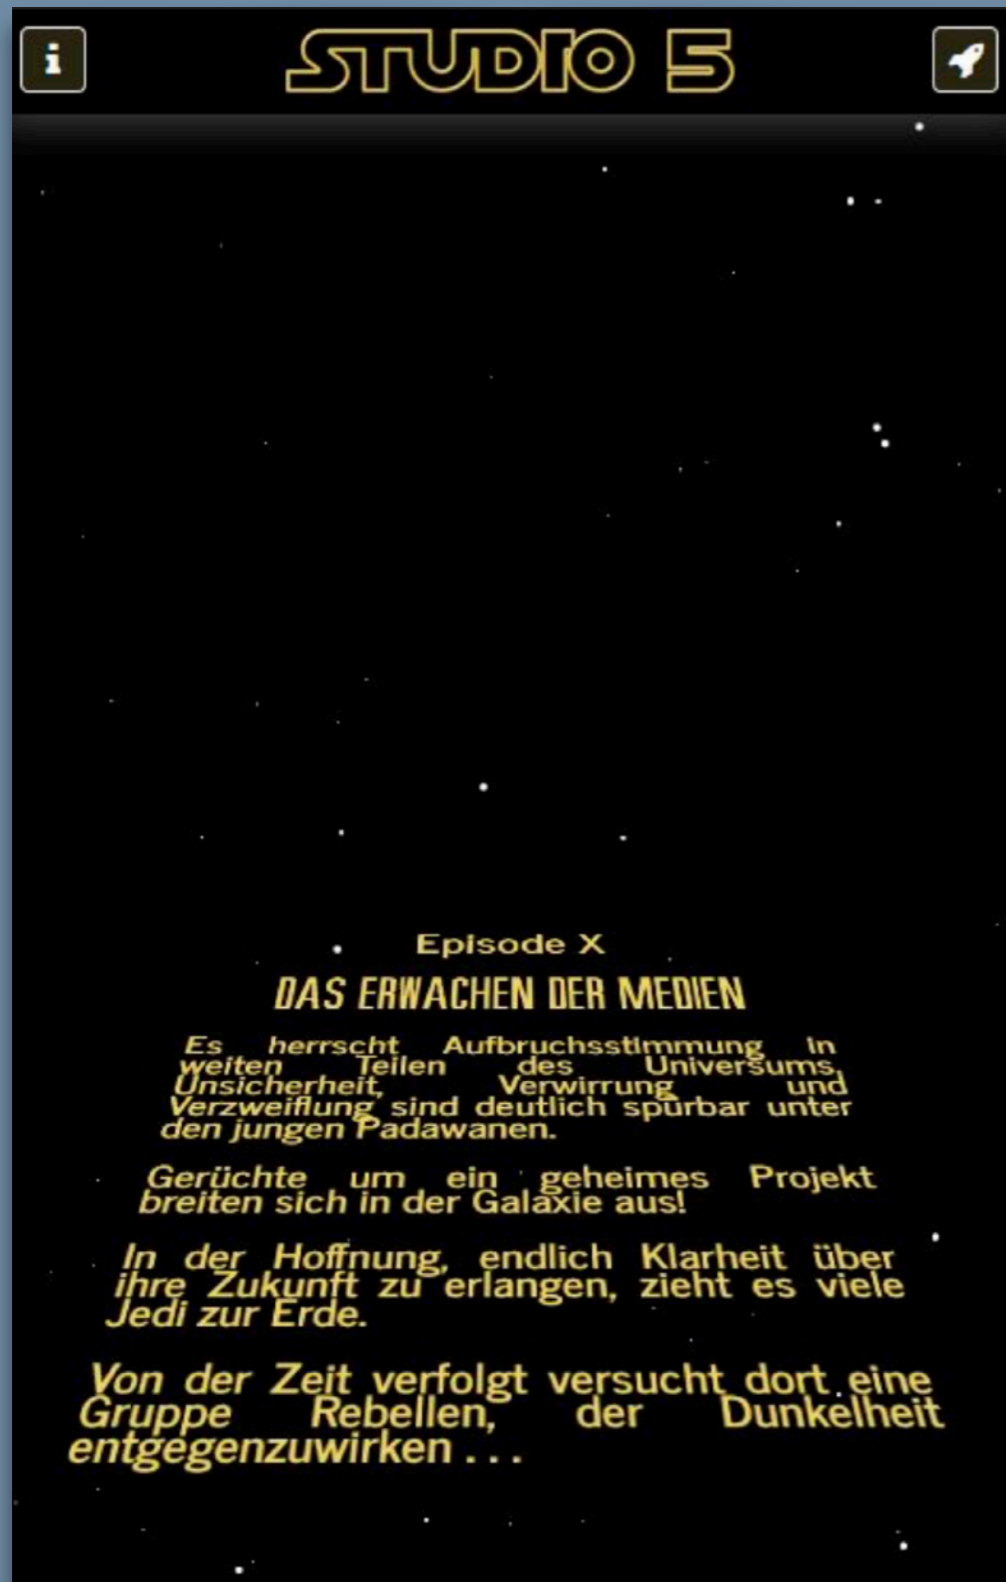 STUDIO 5
Episode X
DAS ERWACHEN DER MEDIEN
Es herrscht Aufbruchsstimmung in
weiten Teilen des Universums,
Unsicherheit, Verwirrung und
Verzweiflung sind deutlich spürbar unter
den jungen Padawanen.
Gerüchte um ein geheimes Projekt
breiten sich in der Galaxie aus!
In der Hoffnung, endlich Klarheit über
ihre Zukunft zu erlangen, zieht es viele
Jedi zur Erde.
Von der Zeit verfolgt versucht dort eine
Gruppe Rebellen, der Dunkelheit
entgegenzuwirken . . .